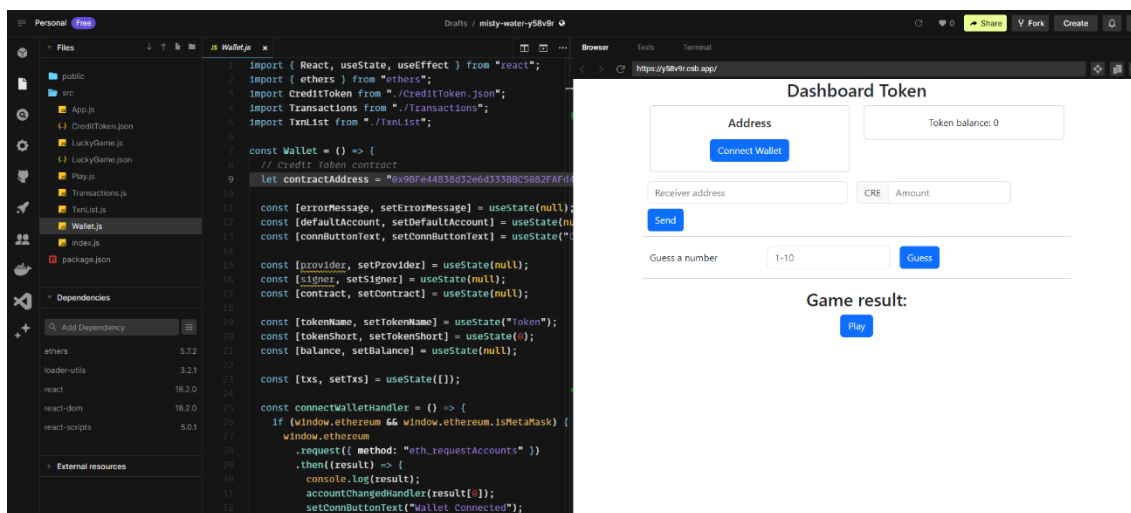 Personal Free
Drafts / misty-water-y58v9r
0
Share
Fork
Create
Files
public
src
App.js
CreditToken.json
LuckyGame.js
LuckyGame.json
Play.js
Transactions.js
TxnList.js
Wallet.js
index.js
package.json
Dependencies
Add Dependency
ethers 5.7.2
loader-utils 3.2.1
react 18.2.0
react-dom 18.2.0
react-scripts 5.0.1
External resources
JS Wallet.js x
1 import { React, useState, useEffect } from "react";
2 import { ethers } from "ethers";
3 import CreditToken from "./CreditToken.json";
4 import Transactions from "./Transactions";
5 import TxnList from "./TxnList";
6
7 const Wallet = () => {
8 // Credit Token contract
9 let contractAddress = "0x9BFe44B38d32e6d333BBC5082FAFd4
10
11 const [errorMessage, setErrorMessage] = useState(null);
12 const [defaultAccount, setDefaultAccount] = useState(nu
13 const [connButtonText, setConnButtonText] = useState("C
14
15 const [provider, setProvider] = useState(null);
16 const [signer, setSigner] = useState(null);
17 const [contract, setContract] = useState(null);
18
19 const [tokenName, setTokenName] = useState("Token");
20 const [tokenShort, setTokenShort] = useState(0);
21 const [balance, setBalance] = useState(null);
22
23 const [txs, setTxs] = useState([]);
24
25 const connectWalletHandler = () => {
26 if (window.ethereum && window.ethereum.isMetaMask) {
27 window.ethereum
28 .request({ method: "eth_requestAccounts" })
29 .then((result) => {
30 console.log(result);
31 accountChangedHandler(result[0]);
32 setConnButtonText("Wallet Connected");
Browser Tests Terminal
https://y58v9r.csb.app/
Dashboard Token
Address
Connect Wallet
Token balance: 0
Receiver address
CRE Amount
Send
Guess a number
1-10
Guess
Game result:
Play